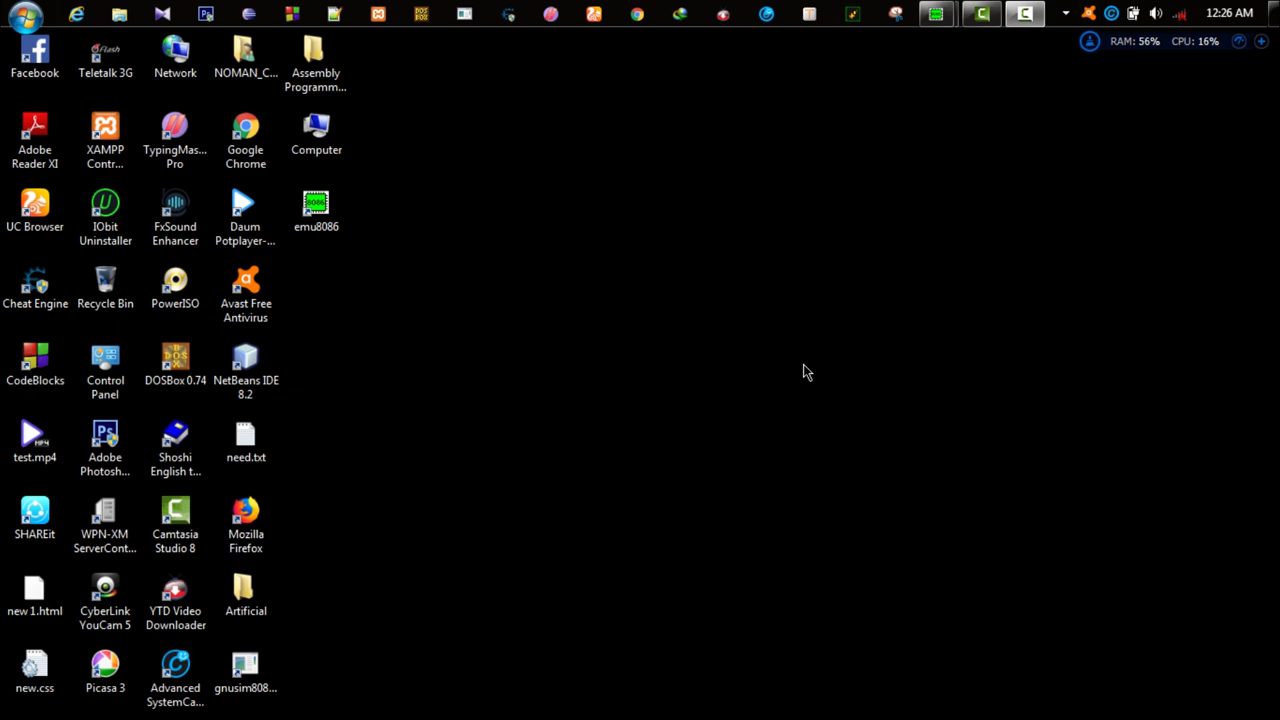 12:26 AM
RAM: 56% CPU: 16%
Facebook
Teletalk 3G
Network
NOMAN_C...
Assembly
Programm...
Adobe
Reader XI
XAMPP
Contr...
TypingMas...
Pro
Google
Chrome
Computer
UC Browser
IObit
Uninstaller
FxSound
Enhancer
Daum
Potplayer-...
8086
emu8086
Cheat Engine
Recycle Bin
PowerISO
Avast Free
Antivirus
CodeBlocks
Control
Panel
DOSBox 0.74
NetBeans IDE
8.2
test.mp4
Adobe
Photosh...
Shoshi
English t...
need.txt
SHAREit
WPN-XM
ServerCont...
Camtasia
Studio 8
Mozilla
Firefox
new 1.html
CyberLink
YouCam 5
YTD Video
Downloader
Artificial
new.css
Picasa 3
Advanced
SystemCa...
gnusim808...